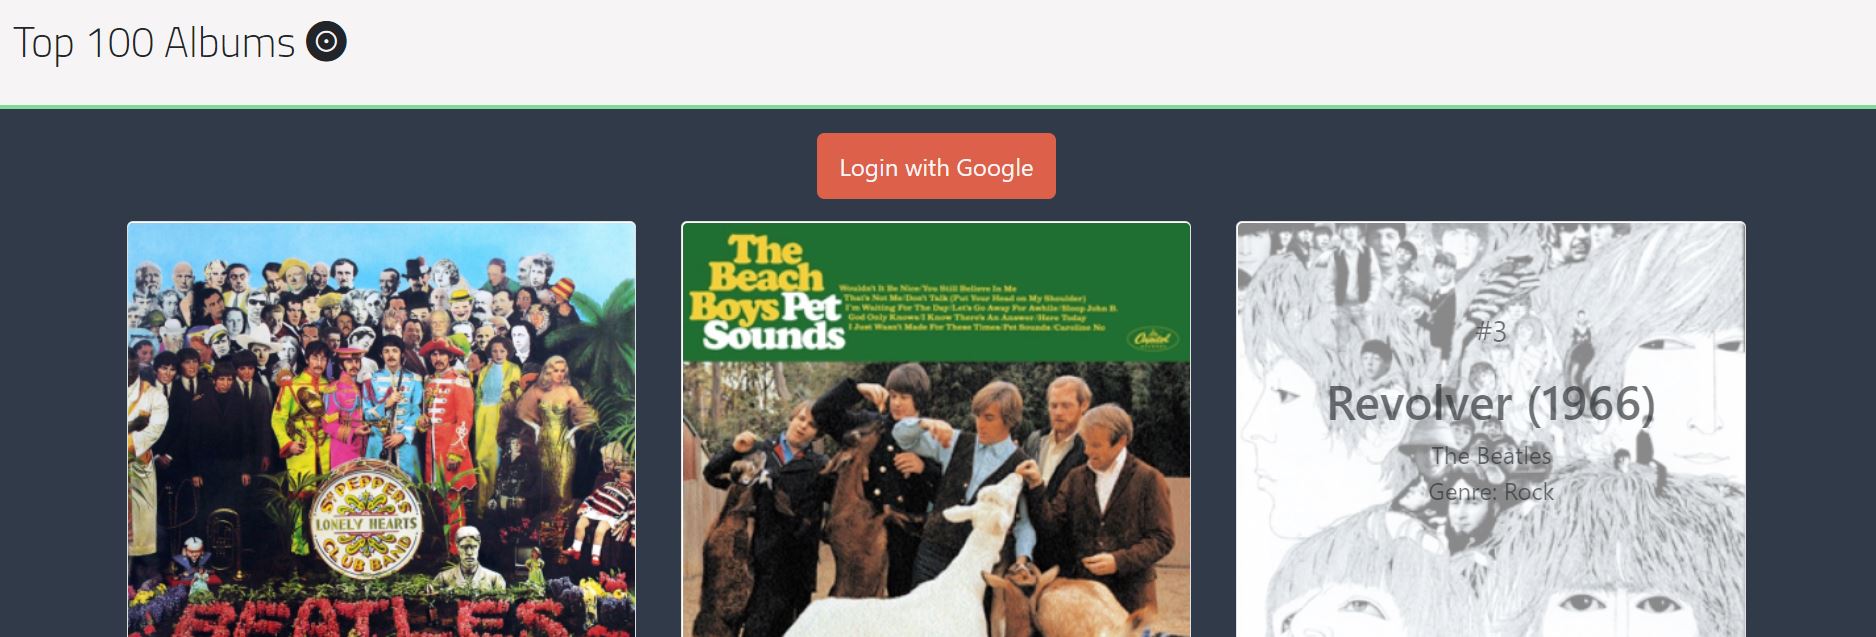 Top 100 Albums
Login with Google
SGT PEPPERS
LONELY HEARTS
CLUB BAND
BEATLES
The
Beach
Boys Pet
Sounds
Wouldn't It Be Nice/You Still Believe In Me
That's Not Me/Don't Talk (Put Your Head on My Shoulder)
I'm Waiting For The Day/Let's Go Away For Awhile/Sloop John B.
God Only Knows/I Know There's An Answer/Here Today
I Just Wasn't Made For These Times/Pet Sounds/Caroline No
Capitol
#3
Revolver (1966)
The Beatles
Genre: Rock